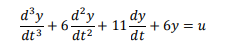 d³y/dt³ + 6 d²y/dt² + 11 dy/dt + 6y = u